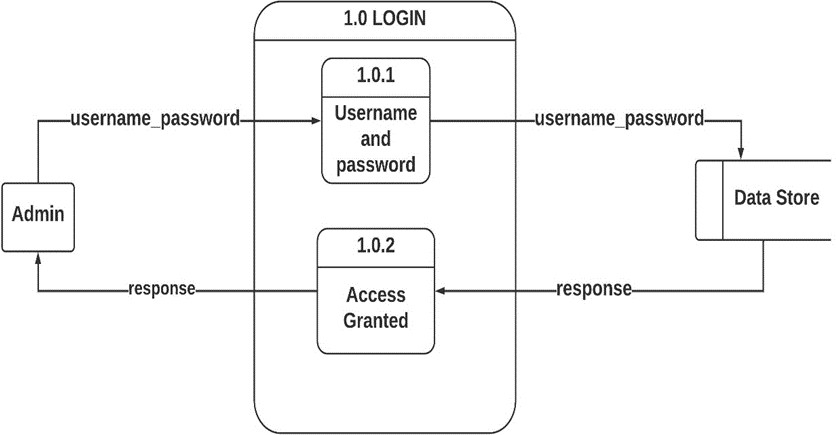 1.0 LOGIN
1.0.1
Username
and
password
username_password
username_password
Admin
Data Store
1.0.2
Access
Granted
response
response